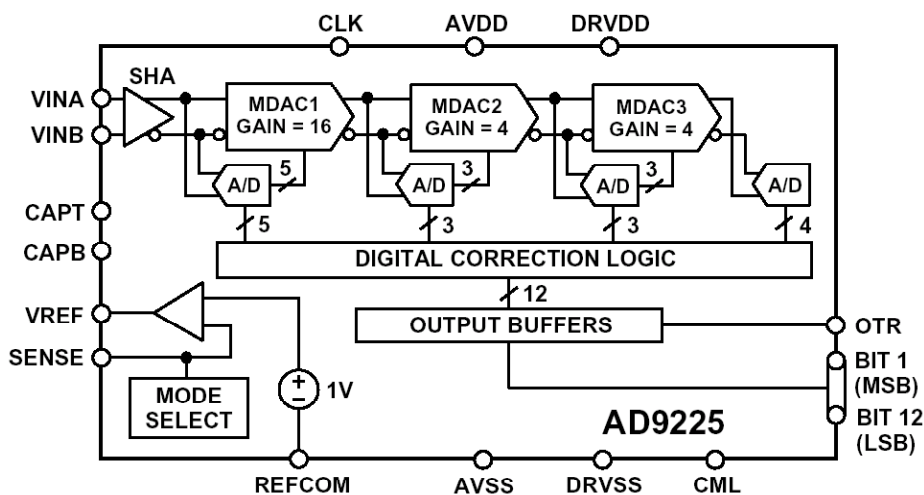 CLK AVDD DRVDD
SHA
VINA
VINB
MDAC1
GAIN = 16
MDAC2
GAIN = 4
MDAC3
GAIN = 4
A/D 5 A/D 3 A/D 3 A/D
5 3 3 4
CAPT
CAPB
DIGITAL CORRECTION LOGIC
12
VREF
OUTPUT BUFFERS
OTR
SENSE
MODE
SELECT
+
−
1V
BIT 1
(MSB)
BIT 12
(LSB)
AD9225
REFCOM AVSS DRVSS CML